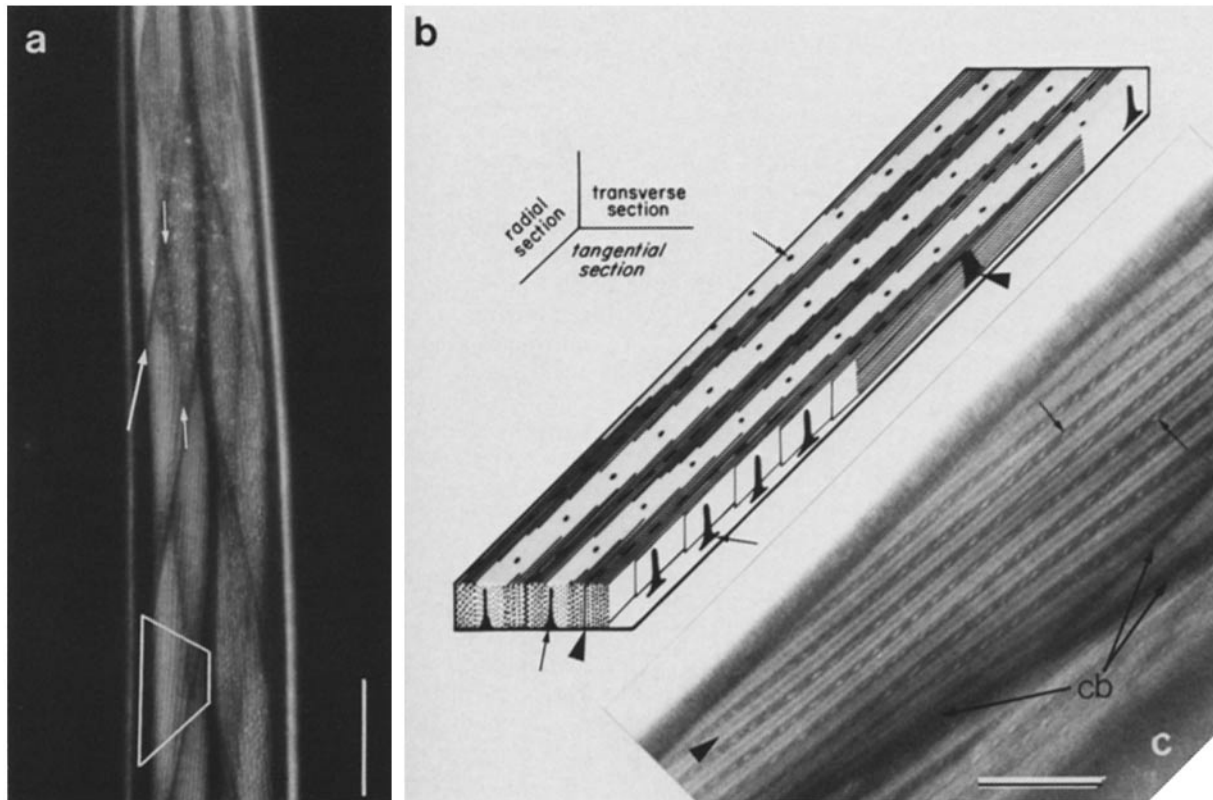 a
b
radial
section
transverse
section
tangential
section
cb
c